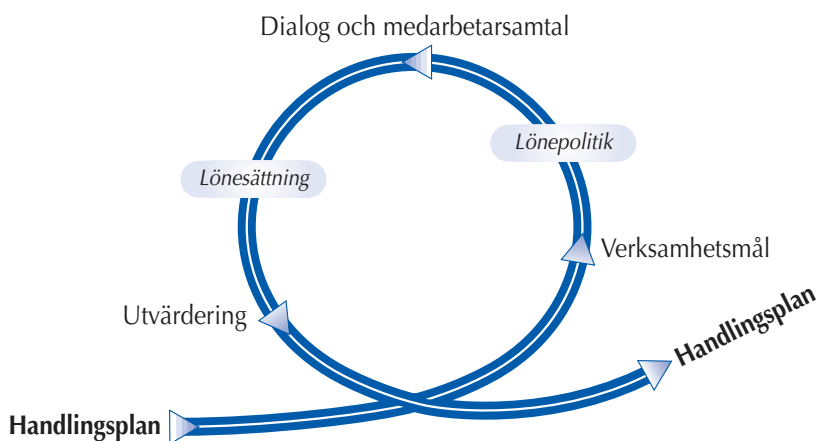 Dialog och medarbetarsamtal
Lönepolitik
Lönesättning
Verksamhetsmål
Utvärdering
Handlingsplan
Handlingsplan